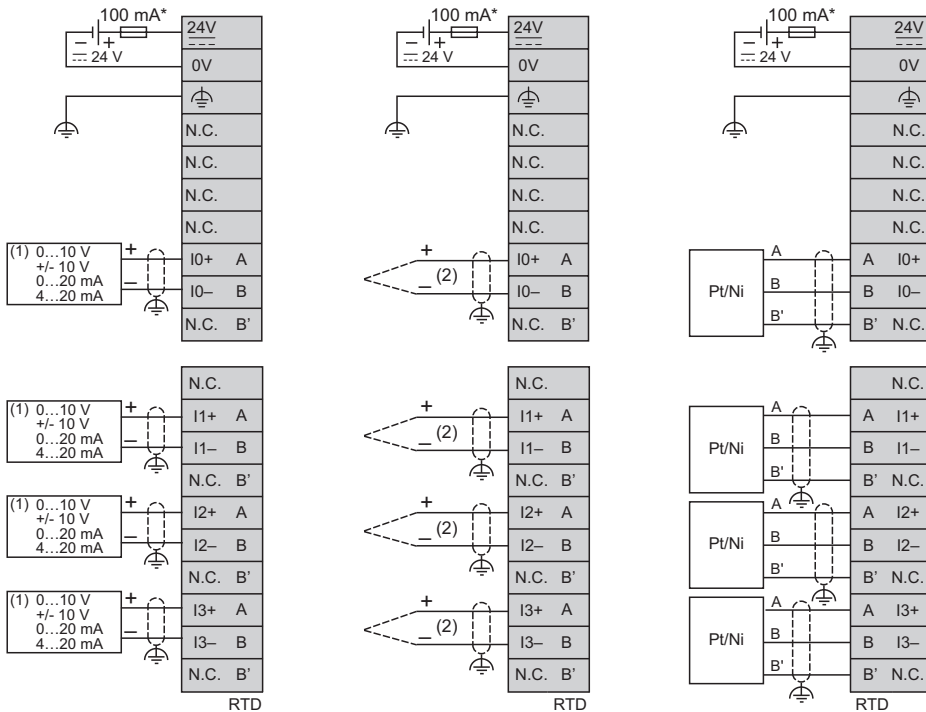 100 mA* 24V
– + 24 V
0V
N.C.
N.C.
N.C.
N.C.
(1) 0...10 V
+/- 10 V
0...20 mA
4...20 mA
+ I0+ A
– I0– B
N.C. B’
N.C.
(1) 0...10 V
+/- 10 V
0...20 mA
4...20 mA
+ I1+ A
– I1– B
N.C. B’
(1) 0...10 V
+/- 10 V
0...20 mA
4...20 mA
+ I2+ A
– I2– B
N.C. B’
(1) 0...10 V
+/- 10 V
0...20 mA
4...20 mA
+ I3+ A
– I3– B
N.C. B’
RTD
100 mA* 24V
– + 24 V
0V
N.C.
N.C.
N.C.
N.C.
+ I0+ A
– (2) I0– B
N.C. B’
N.C.
+ I1+ A
– (2) I1– B
N.C. B’
+ I2+ A
– (2) I2– B
N.C. B’
+ I3+ A
– (2) I3– B
N.C. B’
RTD
100 mA* 24V
– + 24 V
0V
N.C.
N.C.
N.C.
N.C.
A A I0+
Pt/Ni B B I0–
B' B’ N.C.
N.C.
A A I1+
Pt/Ni B B I1–
B' B’ N.C.
A A I2+
Pt/Ni B B I2–
B' B’ N.C.
A A I3+
Pt/Ni B B I3–
B' B’ N.C.
RTD